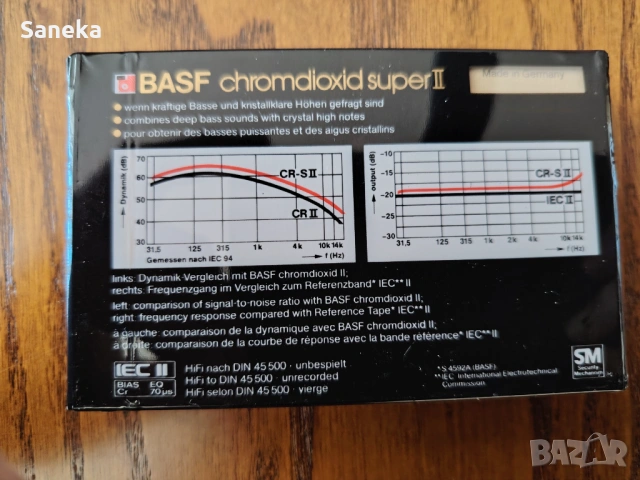 Saneka
BASF chromdioxid super II
Made in Germany
wenn kräftige Bässe und kristallklare Höhen gefragt sind
combines deep bass sounds with crystal high notes
pour obtenir des basses puissantes et des aigus cristallins
Dynamik (dB)
70
60
50
40
30
CR-S II
CR II
31,5 125 315 1k 4k 10k 14k
Gemessen nach IEC 94
f (Hz)
output (dB)
-10
-15
-20
-25
-30
CR-S II
IEC II
31,5 125 315 1k 4k 10k 14k
f (Hz)
links: Dynamik-Vergleich mit BASF chromdioxid II;
rechts: Frequenzgang im Vergleich zum Referenzband* IEC** II
left: comparison of signal-to-noise ratio with BASF chromdioxid II;
right: frequency response compared with Reference Tape* IEC** II
à gauche: comparaison de la dynamique avec BASF chromdioxid II;
à droite: comparaison de la courbe de réponse avec la bande référence* IEC** II
IEC II
BIAS Cr
EQ 70µs
HiFi nach DIN 45 500 · unbespielt
HiFi to DIN 45 500 · unrecorded
HiFi selon DIN 45 500 · vierge
*S 4592A (BASF)
**IEC International Electrotechnical
Commission
SM
Security
Mechanism
BAZAR